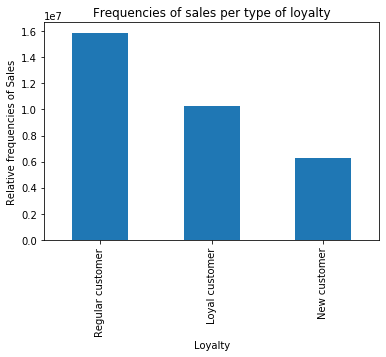 Frequencies of sales per type of loyalty
1e7
Relative frequencies of Sales
1.6
1.4
1.2
1.0
0.8
0.6
0.4
0.2
0.0
Regular customer
Loyal customer
New customer
Loyalty